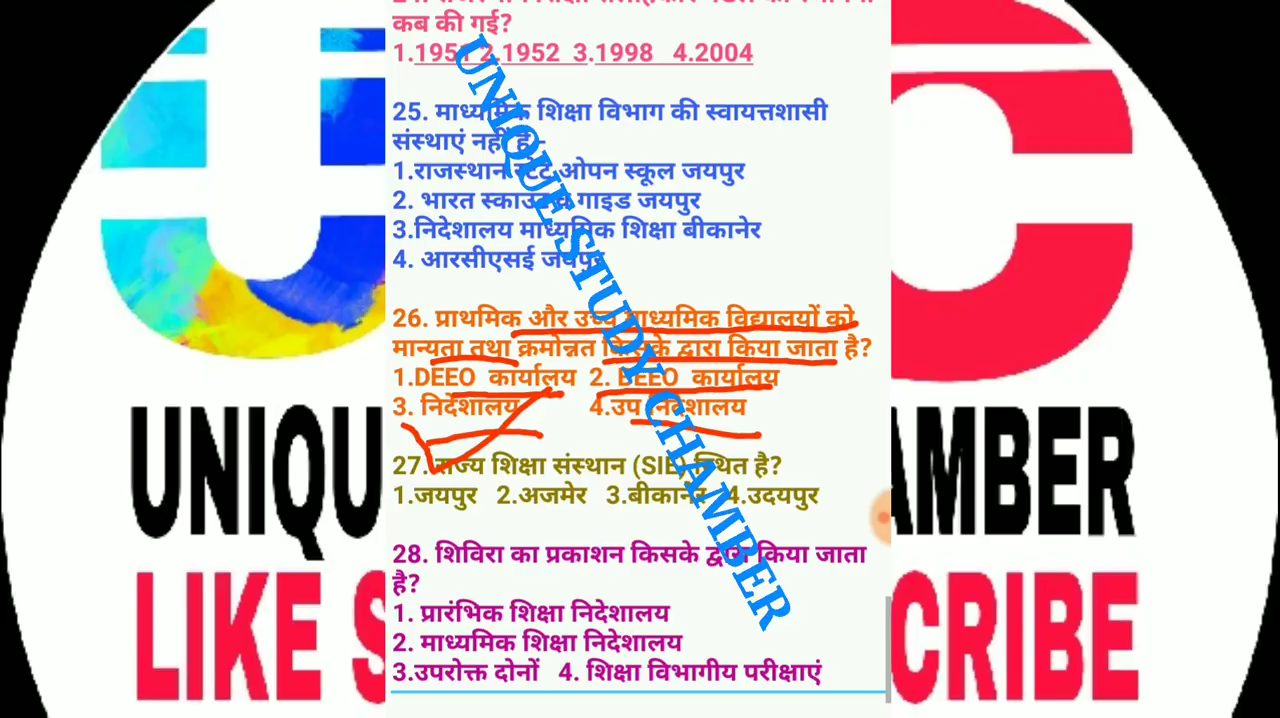 कब की गई?
1.1951 2.1952 3.1998 4.2004
25. माध्यमिक शिक्षा विभाग की स्वायत्तशासी
संस्थाएं नहीं है-
1.राजस्थान स्टेट ओपन स्कूल जयपुर
2. भारत स्काउट व गाइड जयपुर
3.निदेशालय माध्यमिक शिक्षा बीकानेर
4. आरसीएसई जयपुर
26. प्राथमिक और उच्च माध्यमिक विद्यालयों को
मान्यता तथा क्रमोन्नत किसके द्वारा किया जाता है?
1.DEEO कार्यालय 2. BEEO कार्यालय
3. निदेशालय 4.उप निदेशालय
27. राज्य शिक्षा संस्थान (SIE) स्थित है?
1.जयपुर 2.अजमेर 3.बीकानेर 4.उदयपुर
28. शिविरा का प्रकाशन किसके द्वारा किया जाता
है?
1. प्रारंभिक शिक्षा निदेशालय
2. माध्यमिक शिक्षा निदेशालय
3.उपरोक्त दोनों 4. शिक्षा विभागीय परीक्षाएं
UNIQUE STUDY CHAMBER
UNIQU
AMBER
LIKE S
CRIBE